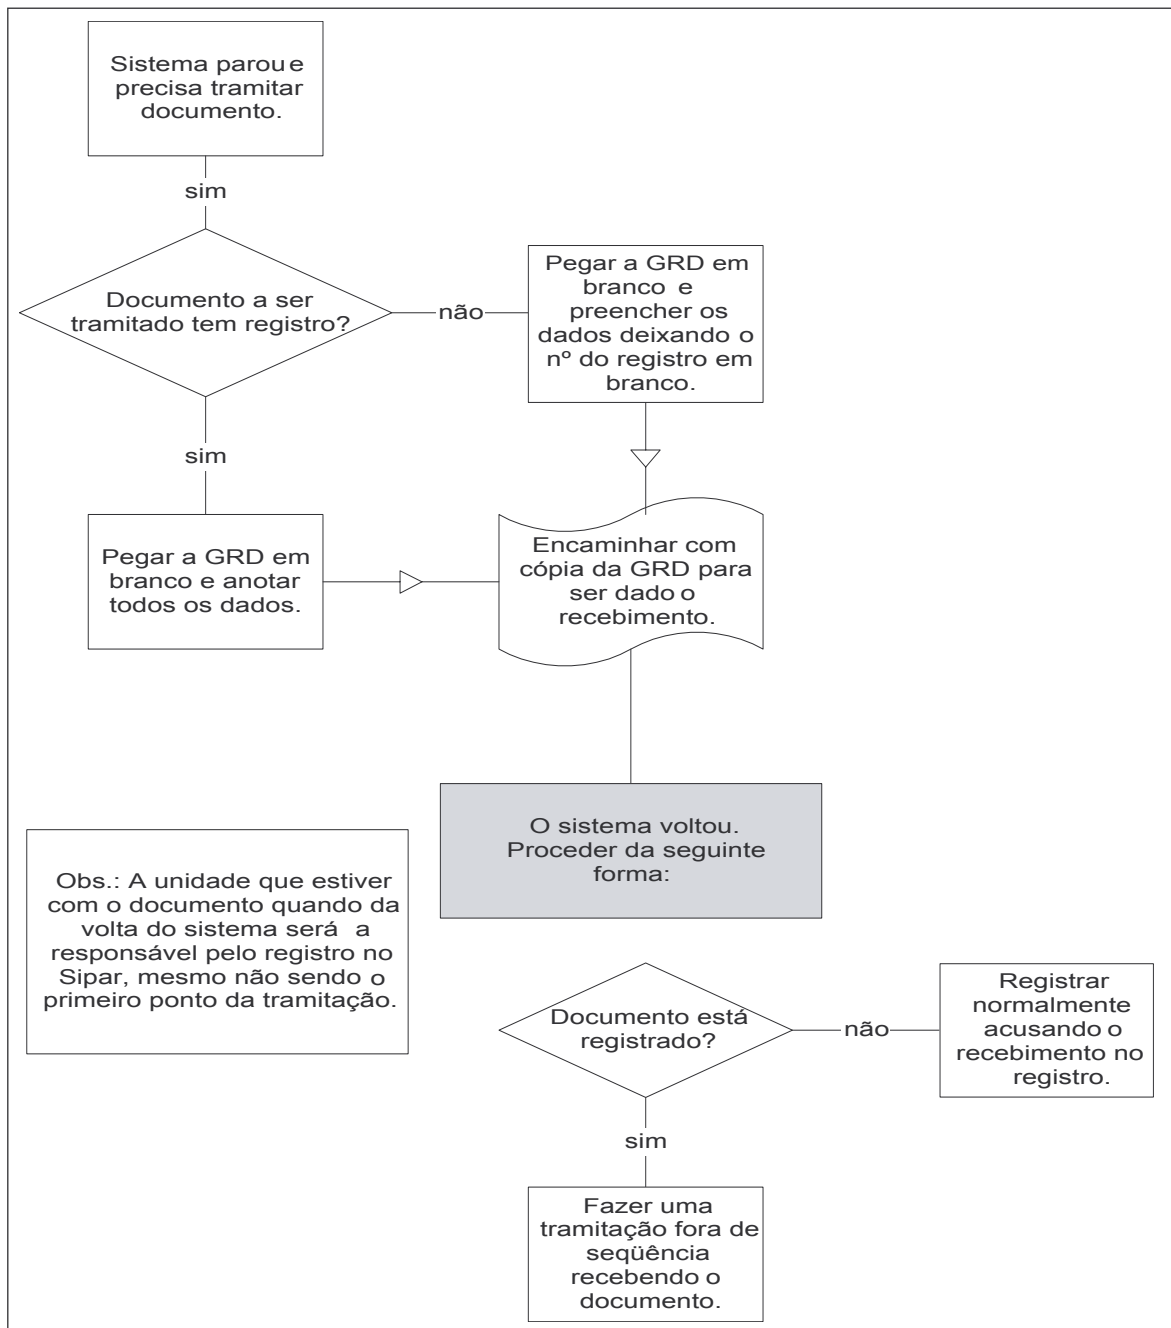 Sistema parou e
precisa tramitar
documento.
sim
Documento a ser
tramitado tem registro?
não
Pegar a GRD em
branco e
preencher os
dados deixando o
nº do registro em
branco.
sim
Pegar a GRD em
branco e anotar
todos os dados.
Encaminhar com
cópia da GRD para
ser dado o
recebimento.
O sistema voltou.
Proceder da seguinte
forma:
Obs.: A unidade que estiver
com o documento quando da
volta do sistema será a
responsável pelo registro no
Sipar, mesmo não sendo o
primeiro ponto da tramitação.
Documento está
registrado?
não
Registrar
normalmente
acusando o
recebimento no
registro.
sim
Fazer uma
tramitação fora de
seqüência
recebendo o
documento.